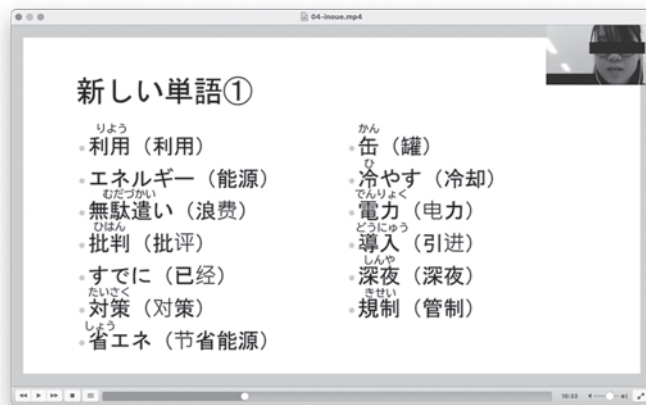 04-inoue.mp4
新しい単語①
りよう
利用（利用）
エネルギー（能源）
むだづかい
無駄遣い（浪费）
ひはん
批判（批评）
すでに（已经）
たいさく
対策（对策）
しょう
省エネ（节省能源）
かん
缶（罐）
ひ
冷やす（冷却）
でんりょく
電力（电力）
どうにゅう
導入（引进）
しんや
深夜（深夜）
きせい
規制（管制）
10:33